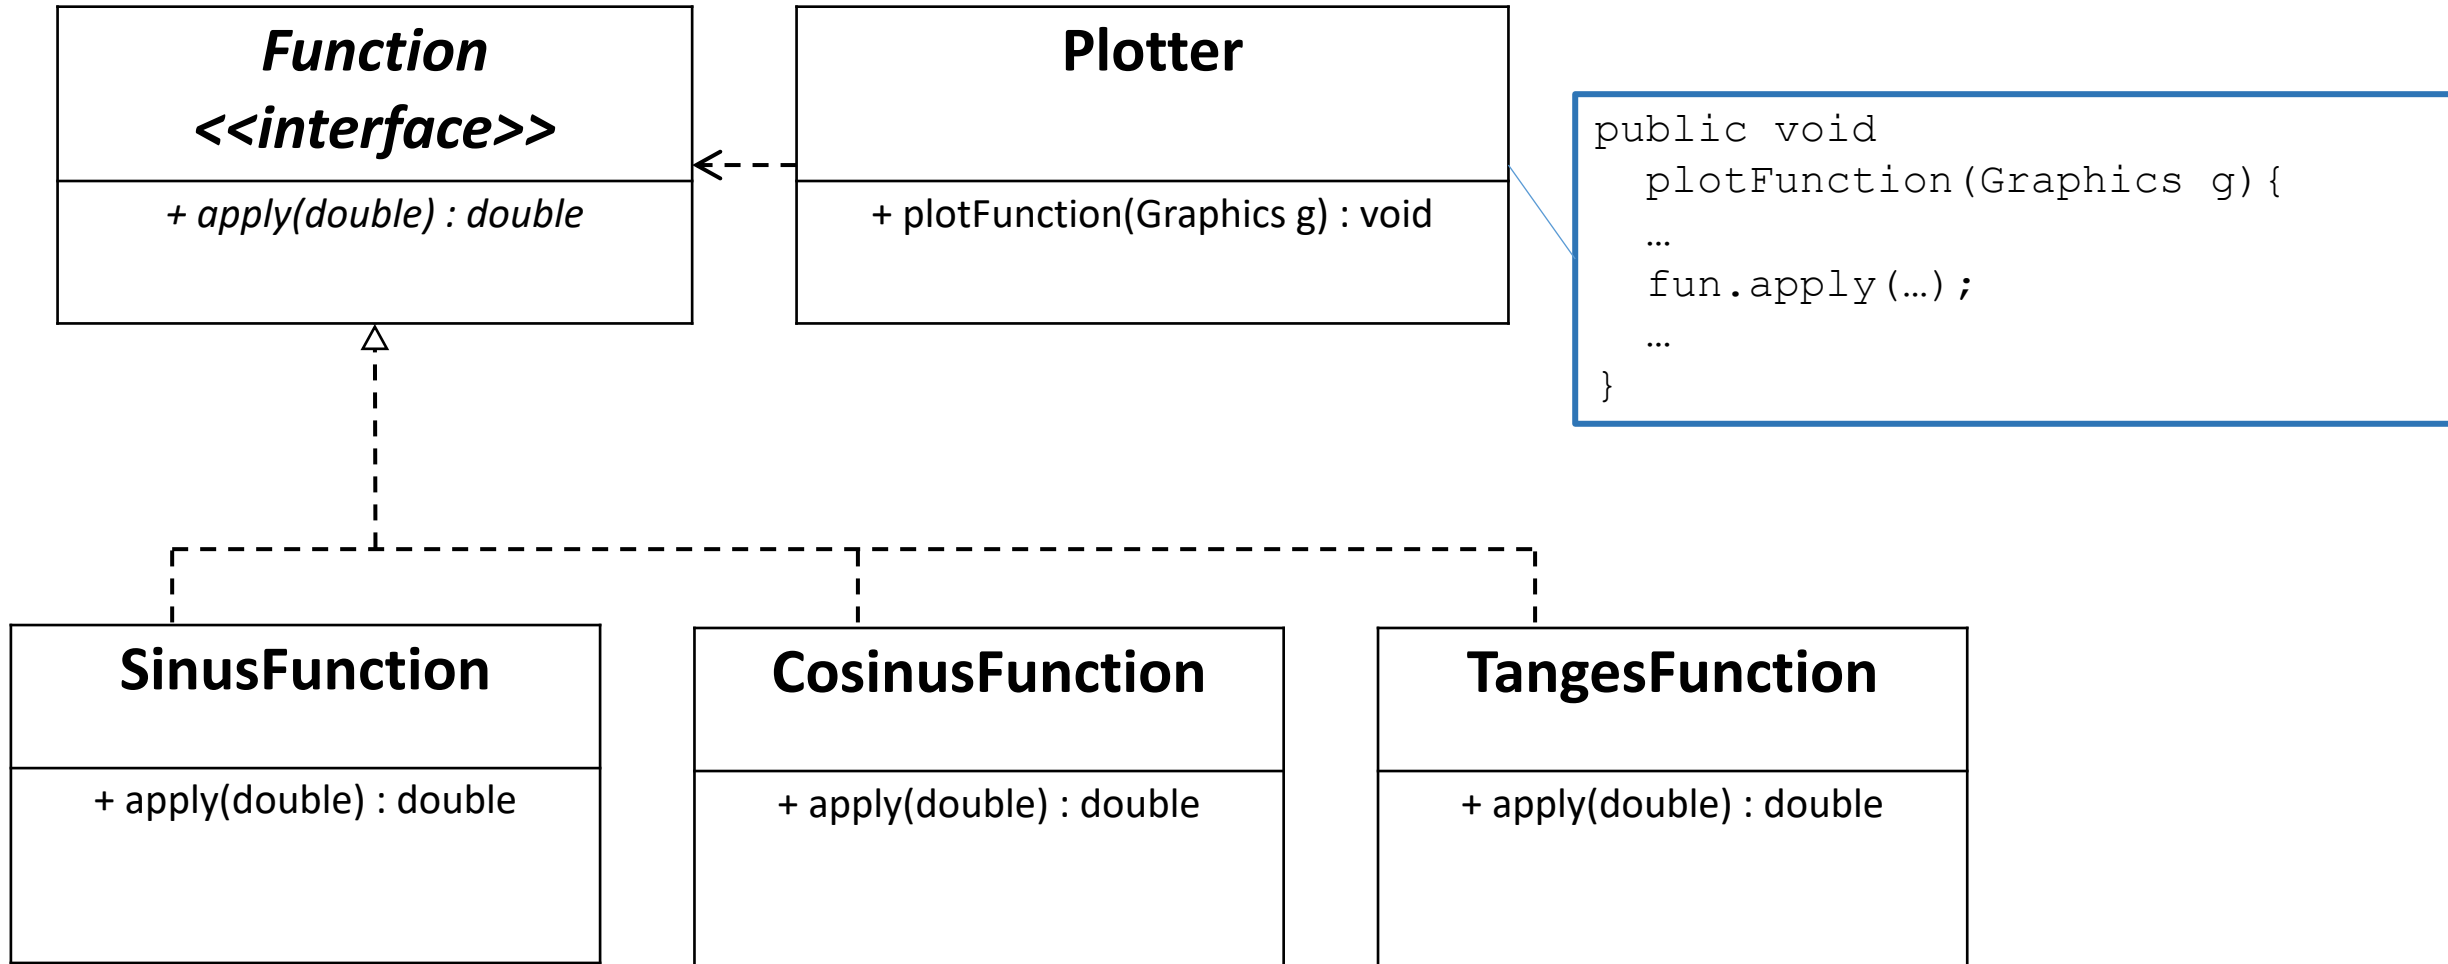 Function
<<interface>>
+ apply(double) : double
Plotter
+ plotFunction(Graphics g) : void
public void
plotFunction(Graphics g){
…
fun.apply(…);
…
}
SinusFunction
+ apply(double) : double
CosinusFunction
+ apply(double) : double
TangesFunction
+ apply(double) : double